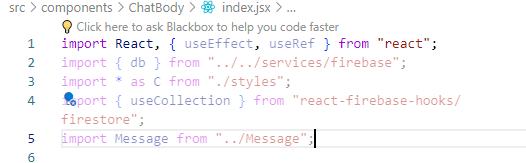 src > components > ChatBody > index.jsx > ...
Click here to ask Blackbox to help you code faster
1 import React, { useEffect, useRef } from "react";
2 import { db } from "../../services/firebase";
3 import * as C from "./styles";
4 import { useCollection } from "react-firebase-hooks/
firestore";
5 import Message from "../Message";